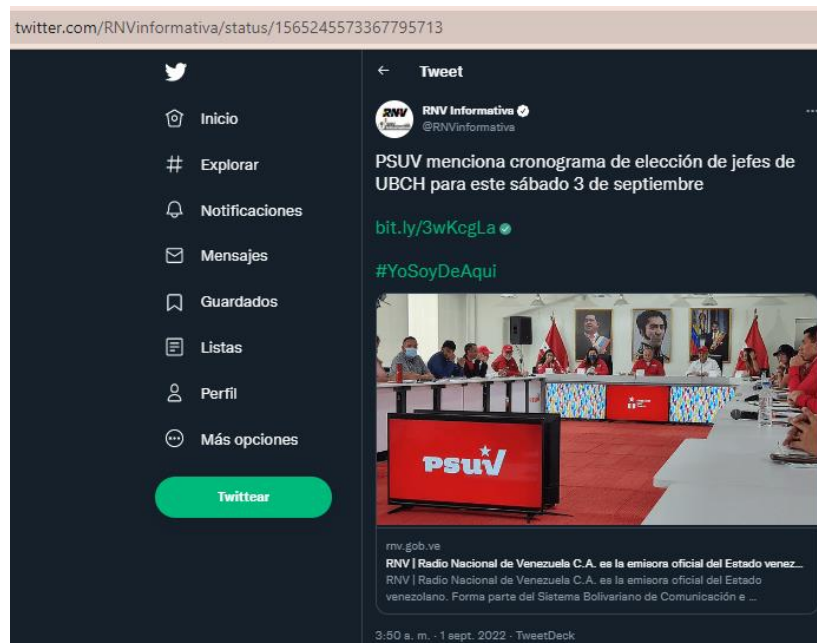 twitter.com/RNVinformativa/status/1565245573367795713
Inicio
Explorar
Notificaciones
Mensajes
Guardados
Listas
Perfil
Más opciones
Twittear
Tweet
RNV
RNV Informativa
@RNVinformativa
PSUV menciona cronograma de elección de jefes de
UBCH para este sábado 3 de septiembre
bit.ly/3wKcgLa
#YoSoyDeAqui
PSUV
rnv.gob.ve
RNV | Radio Nacional de Venezuela C.A. es la emisora oficial del Estado venez...
RNV | Radio Nacional de Venezuela C.A. es la emisora oficial del Estado
venezolano. Forma parte del Sistema Bolivariano de Comunicación e ...
3:50 a. m. · 1 sept. 2022 · TweetDeck